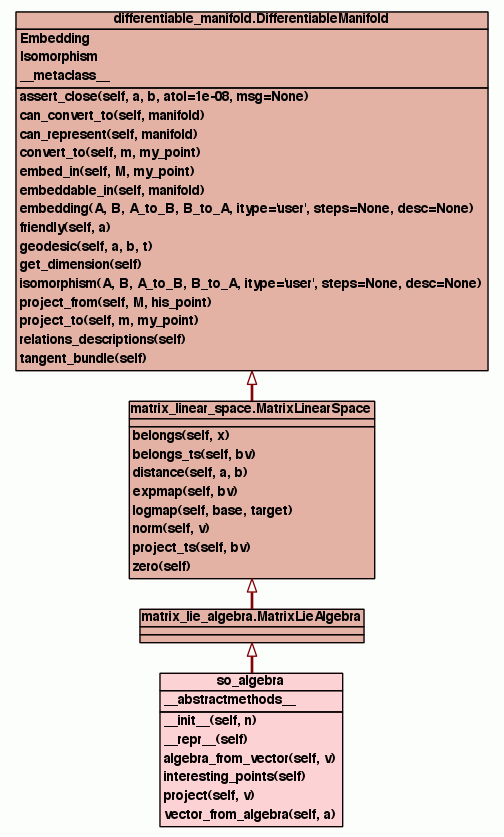 differentiable_manifold.DifferentiableManifold
Embedding
Isomorphism
__metaclass__
assert_close(self, a, b, atol=1e-08, msg=None)
can_convert_to(self, manifold)
can_represent(self, manifold)
convert_to(self, m, my_point)
embed_in(self, M, my_point)
embeddable_in(self, manifold)
embedding(A, B, A_to_B, B_to_A, itype='user', steps=None, desc=None)
friendly(self, a)
geodesic(self, a, b, t)
get_dimension(self)
isomorphism(A, B, A_to_B, B_to_A, itype='user', steps=None, desc=None)
project_from(self, M, his_point)
project_to(self, m, my_point)
relations_descriptions(self)
tangent_bundle(self)
matrix_linear_space.MatrixLinearSpace
belongs(self, x)
belongs_ts(self, bv)
distance(self, a, b)
expmap(self, bv)
logmap(self, base, target)
norm(self, v)
project_ts(self, bv)
zero(self)
matrix_lie_algebra.MatrixLieAlgebra
so_algebra
__abstractmethods__
__init__(self, n)
__repr__(self)
algebra_from_vector(self, v)
interesting_points(self)
project(self, v)
vector_from_algebra(self, a)